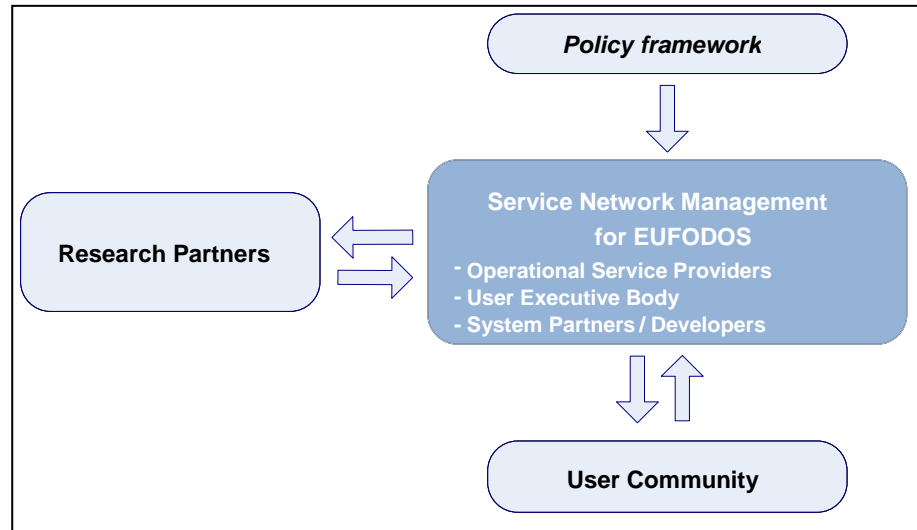 Policy framework
Service Network Management
for EUFODOS
- Operational Service Providers
- User Executive Body
- System Partners / Developers
Research Partners
User Community